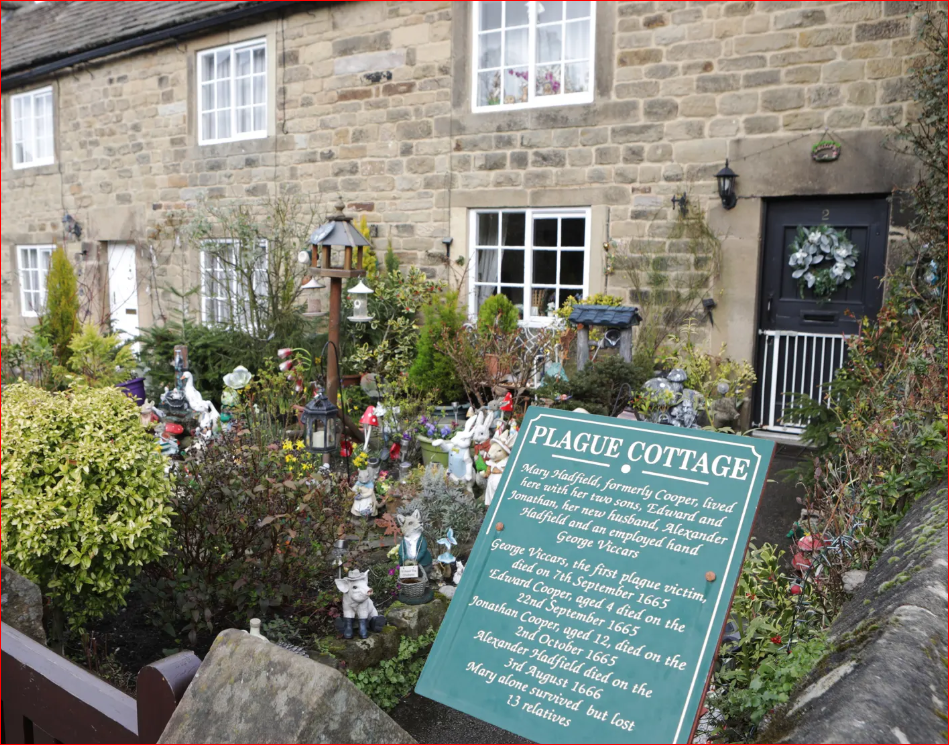 2
PLAGUE COTTAGE
Mary Hadfield, formerly Cooper, lived
here with her two sons, Edward and
Jonathan, her new husband, Alexander
Hadfield and an employed hand
George Viccars
George Viccars, the first plague victim,
died on 7th September 1665
Edward Cooper, aged 4 died on the
22nd September 1665
Jonathan Cooper, aged 12, died on the
2nd October 1665
Alexander Hadfield died on the
3rd August 1666
Mary alone survived but lost
13 relatives